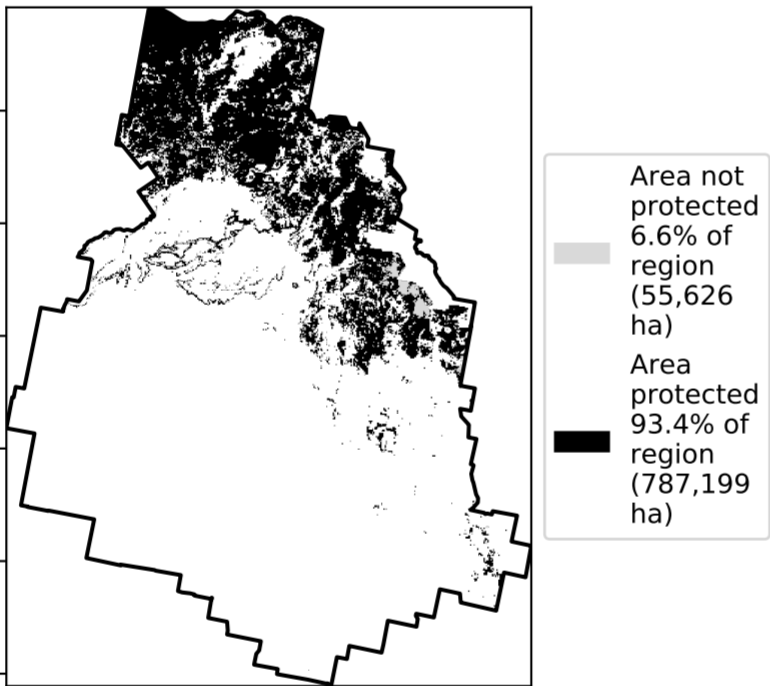 Area not
protected
6.6% of
region
(55,626
ha)
Area
protected
93.4% of
region
(787,199
ha)